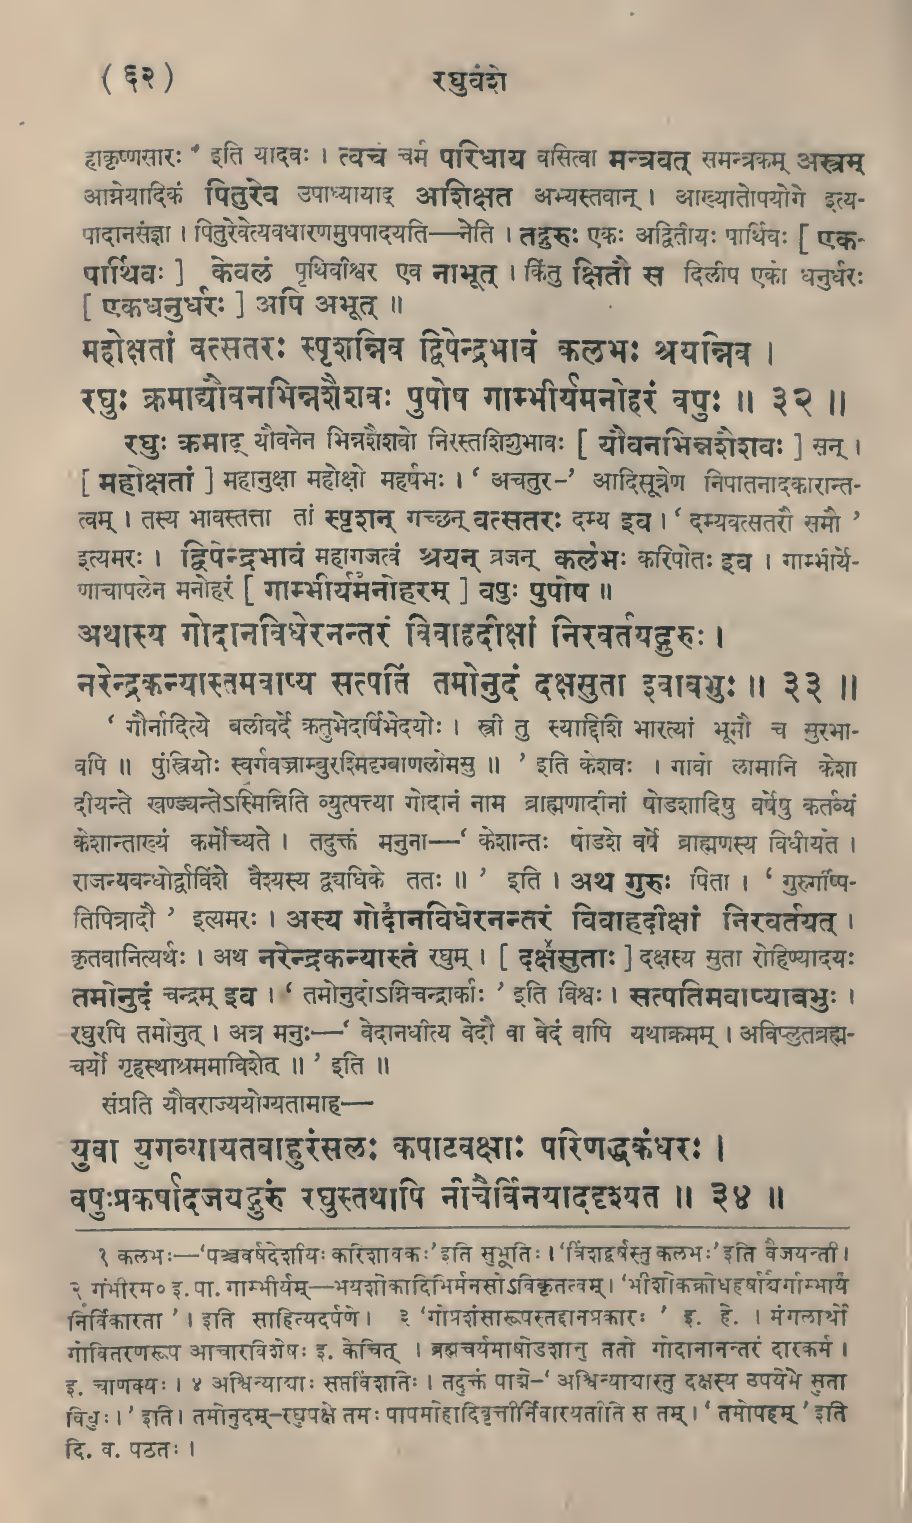 ( ६२ ) रघुवंशे
हाकृष्णसारः ' इति यादवः । त्वचं चर्म परिधाय वसित्वा मन्त्रवत् समन्त्रकम् अस्त्रम्
आग्नेयादिकं पितुरेव उपाध्यायाद् अशिक्षत अभ्यस्तवान् । आख्यातोपयोगे इत्य-
पादानसंज्ञा । पितुरेवेत्यवधारणमुपपादयति—नेति । तद्गुरुः एकः अद्वितीयः पार्थिवः [ एक-
पार्थिवः ] केवलं पृथिवीश्वर एव नाभूत् । किंतु क्षितौ स दिलीप एको धनुर्धरः
[ एकधनुर्धरः ] अपि अभूत् ॥
महोक्षतां वत्सतरः स्पृशन्निव द्विपेन्द्रभावं कलभः श्रयन्निव ।
रघुः क्रमाद्यौवनभिन्नशैशवः पुपोष गाम्भीर्यमनोहरं वपुः ॥ ३२ ॥
रघुः क्रमाद् यौवनेन भिन्नशैशवो निरस्तशिशुभावः [ यौवनभिन्नशैशवः ] सन् ।
[ महोक्षतां ] महानुक्षा महोक्षो महर्षभः । ' अचतुर-' आदिसूत्रेण निपातनादकारान्त-
त्वम् । तस्य भावस्तत्ता तां स्पृशन् गच्छन् वत्सतरः दम्य इव । ' दम्यवत्सतरौ समौ '
इत्यमरः । द्विपेन्द्रभावं महागजत्वं श्रयन् व्रजन् कलभः करिपोतः इव । गाम्भीर्ये-
णाचापलेन मनोहरं [ गाम्भीर्यमनोहरम् ] वपुः पुपोष ॥
अथास्य गोदानविधेरनन्तरं विवाहदीक्षां निरवर्तयद्गुरुः ।
नरेन्द्रकन्यास्तमवाप्य सत्पतिं तमोनुदं दक्षसुता इवाबभुः ॥ ३३ ॥
' गौर्नादित्ये बलीवर्दे क्रतुभेदर्षिभेदयोः । स्त्री तु स्याद्दिशि भारत्यां भूमौ च सुरभा-
वपि ॥ पुंस्त्रियोः स्वर्गवज्राम्बुरश्मिदृग्बाणलोमसु ॥ ' इति केशवः । गावो लोमानि केशा
दीयन्ते खण्ड्यन्तेऽस्मिन्निति व्युत्पत्त्या गोदानं नाम ब्राह्मणादीनां षोडशादिषु वर्षेषु कर्तव्यं
केशान्ताख्यं कर्मोच्यते । तदुक्तं मनुना—' केशान्तः षोडशे वर्षे ब्राह्मणस्य विधीयते ।
राजन्यबन्धोर्द्वाविंशे वैश्यस्य द्व्यधिके ततः ॥ ' इति । अथ गुरुः पिता । ' गुरुर्गीष्प-
तिपित्रादौ ' इत्यमरः । अस्य गोदानविधेरनन्तरं विवाहदीक्षां निरवर्तयत् ।
कृतवानित्यर्थः । अथ नरेन्द्रकन्यास्तं रघुम् । [ दक्षसुताः ] दक्षस्य सुता रोहिण्यादयः
तमोनुदं चन्द्रम् इव । ' तमोनुदोऽग्निचन्द्रार्काः ' इति विश्वः । सत्पतिमवाप्याबभुः ।
रघुरपि तमोनुत् । अत्र मनुः—' वेदानधीत्य वेदौ वा वेदं वापि यथाक्रमम् । अविप्लुतब्रह्म-
चर्यो गृहस्थाश्रममाविशेत् ॥ ' इति ॥
संप्रति यौवराज्ययोग्यतामाह—
युवा युगव्यायतबाहुरंसलः कपाटवक्षाः परिणद्धकंधरः ।
वपुःप्रकर्षादजयद्गुरुं रघुस्तथापि नीचैर्विनयाददृश्यत ॥ ३४ ॥
१ कलभः—'पञ्चवर्षदेशीयः करिशावकः' इति सुभूतिः । 'त्रिंशद्वर्षस्तु कलभः' इति वैजयन्ती ।
२ गंभीरम० इ. पा. गाम्भीर्यम्—भयशोकादिभिर्मनसोऽविकृतत्वम् । 'भीशोकक्रोधहर्षाद्यैर्गाम्भीर्यं
निर्विकारता ' । इति साहित्यदर्पणे । ३ 'गोप्रशंसारूपस्तद्दानप्रकारः ' इ. हे. । मंगलार्थो
गोवितरणरूप आचारविशेषः इ. केचित् । ब्रह्मचर्यमाषोडशानु ततो गोदानानन्तरं दारकर्म ।
इ. चाणक्यः । ४ अश्विन्याद्याः सप्तविंशतिः । तदुक्तं पाद्मे-' अश्विन्याद्यास्तु दक्षस्य उपयेमे सुता
विधुः । ' इति । तमोनुदम्-रघुपक्षे तमः पापमोहादिवृत्तीर्निवारयतीति स तम् । ' तमोपहम् ' इति
दि. व. पठतः ।